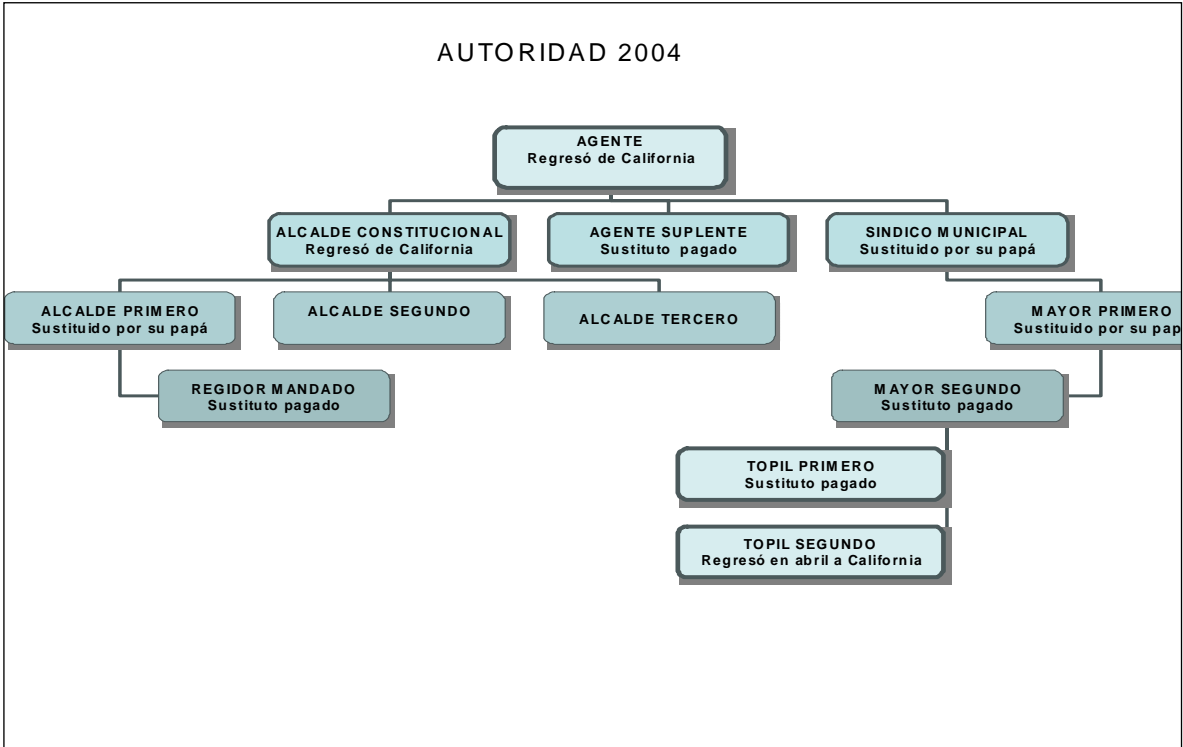 AUTORIDAD 2004
AGENTE
Regresó de California
ALCALDE CONSTITUCIONAL
Regresó de California
AGENTE SUPLENTE
Sustituto pagado
SINDICO MUNICIPAL
Sustituido por su papá
ALCALDE PRIMERO
Sustituido por su papá
ALCALDE SEGUNDO
ALCALDE TERCERO
MAYOR PRIMERO
Sustituido por su pap
REGIDOR MANDADO
Sustituto pagado
MAYOR SEGUNDO
Sustituto pagado
TOPIL PRIMERO
Sustituto pagado
TOPIL SEGUNDO
Regresó en abril a California